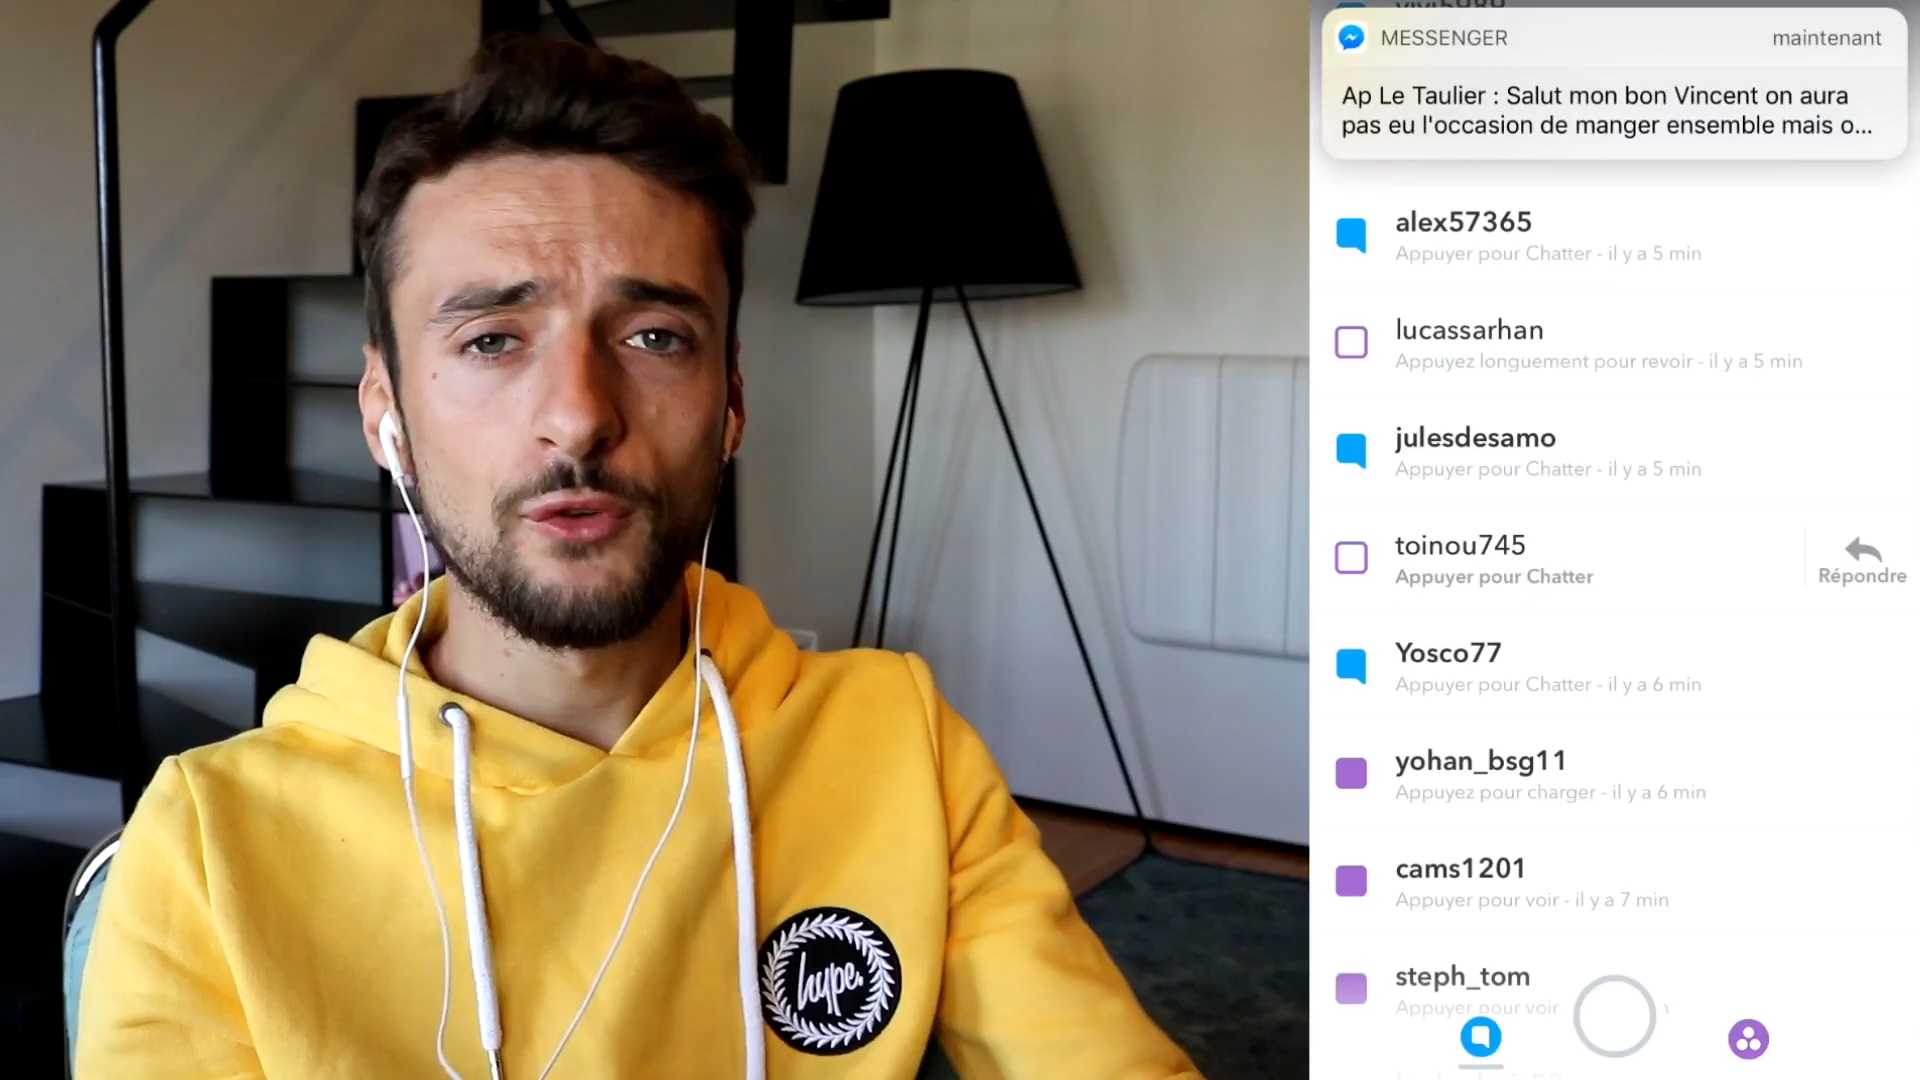 MESSENGER
maintenant
Ap Le Taulier : Salut mon bon Vincent on aura
pas eu l'occasion de manger ensemble mais o...
alex57365
Appuyer pour Chatter - il y a 5 min
lucassarhan
Appuyez longuement pour revoir - il y a 5 min
julesdesamo
Appuyer pour Chatter - il y a 5 min
toinou745
Appuyer pour Chatter
Répondre
Yosco77
Appuyer pour Chatter - il y a 6 min
yohan_bsg11
Appuyez pour charger - il y a 6 min
cams1201
Appuyer pour voir - il y a 7 min
steph_tom
Appuyer pour voir
hype.